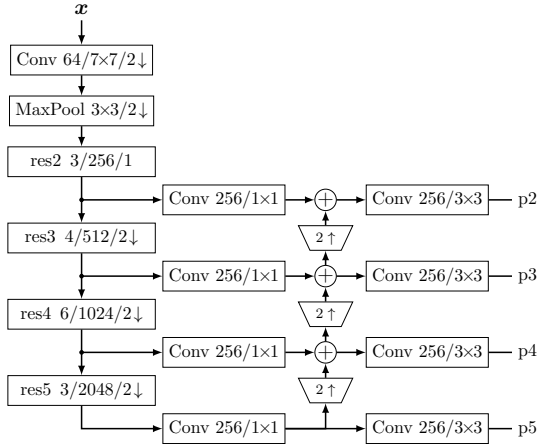 x
Conv 64/7×7/2↓
MaxPool 3×3/2↓
res2 3/256/1
Conv 256/1×1 + Conv 256/3×3 p2
2↑
res3 4/512/2↓
Conv 256/1×1 + Conv 256/3×3 p3
2↑
res4 6/1024/2↓
Conv 256/1×1 + Conv 256/3×3 p4
2↑
res5 3/2048/2↓
Conv 256/1×1 Conv 256/3×3 p5